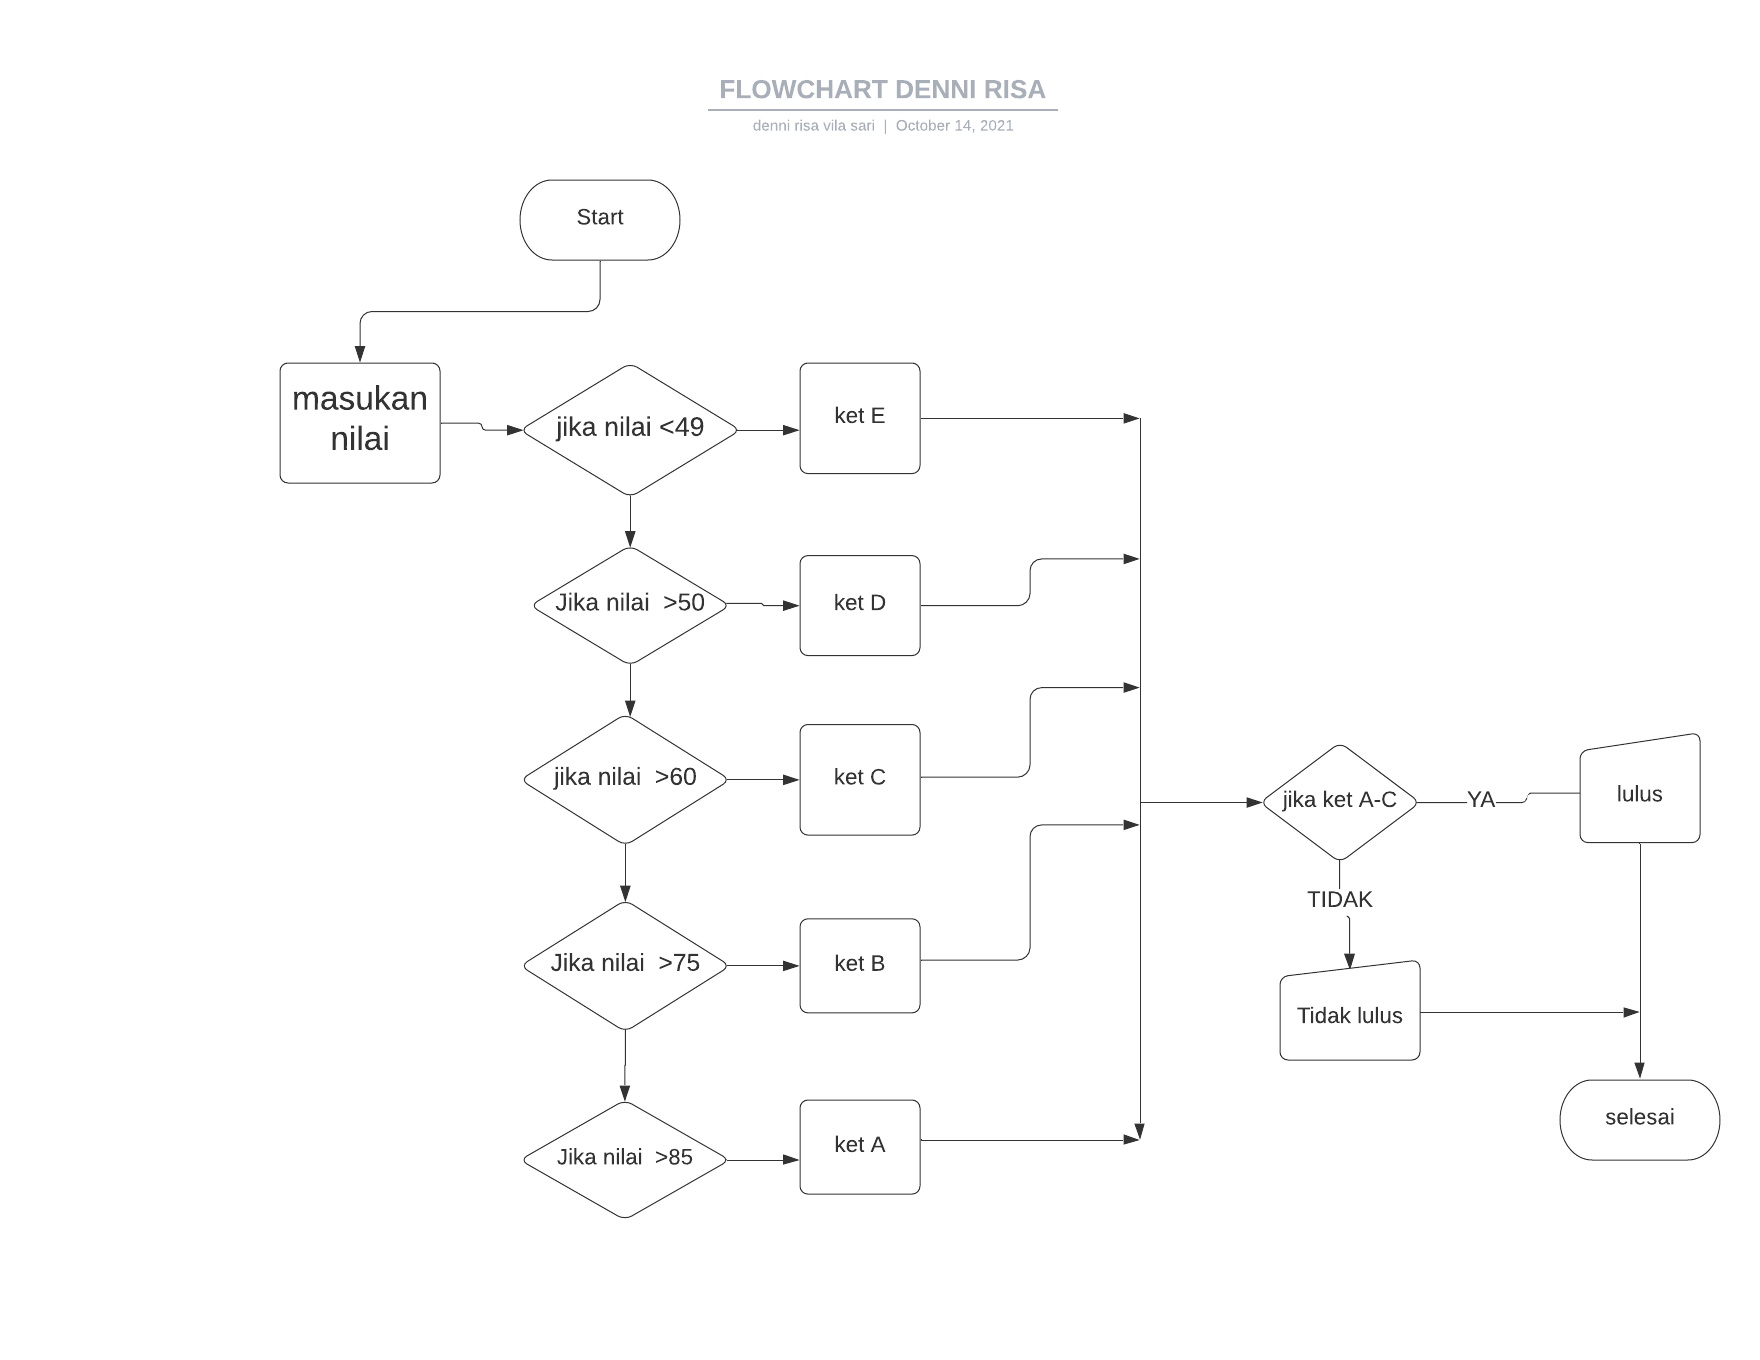 FLOWCHART DENNI RISA
denni risa vila sari | October 14, 2021
Start
masukan
nilai
jika nilai <49
ket E
Jika nilai >50
ket D
jika nilai >60
ket C
Jika nilai >75
ket B
Jika nilai >85
ket A
jika ket A-C
YA
lulus
TIDAK
Tidak lulus
selesai